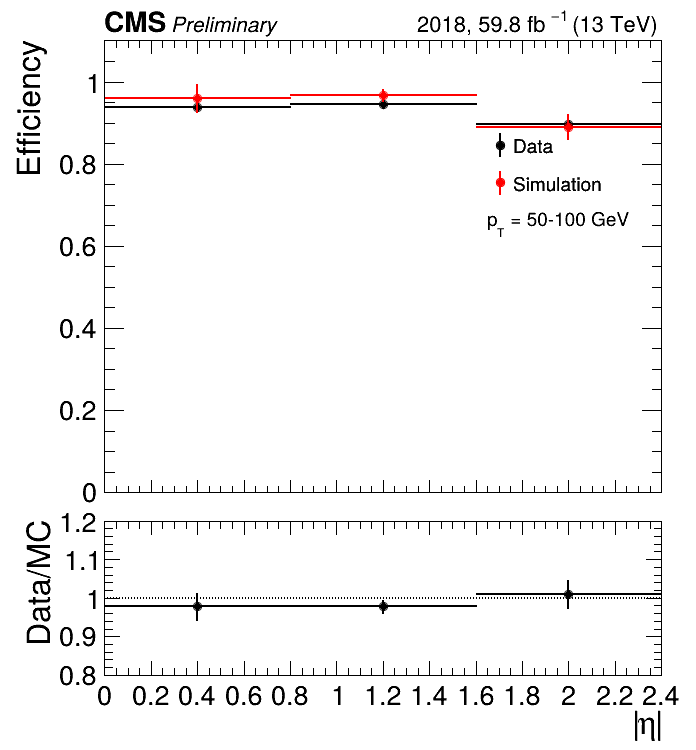 CMS Preliminary 2018, 59.8 fb⁻¹ (13 TeV)
Efficiency
1
0.8
0.6
0.4
0.2
0
Data
Simulation
p_T = 50-100 GeV
Data/MC
1.2
1.1
1
0.9
0.8
0 0.2 0.4 0.6 0.8 1 1.2 1.4 1.6 1.8 2 2.2 2.4
|η|